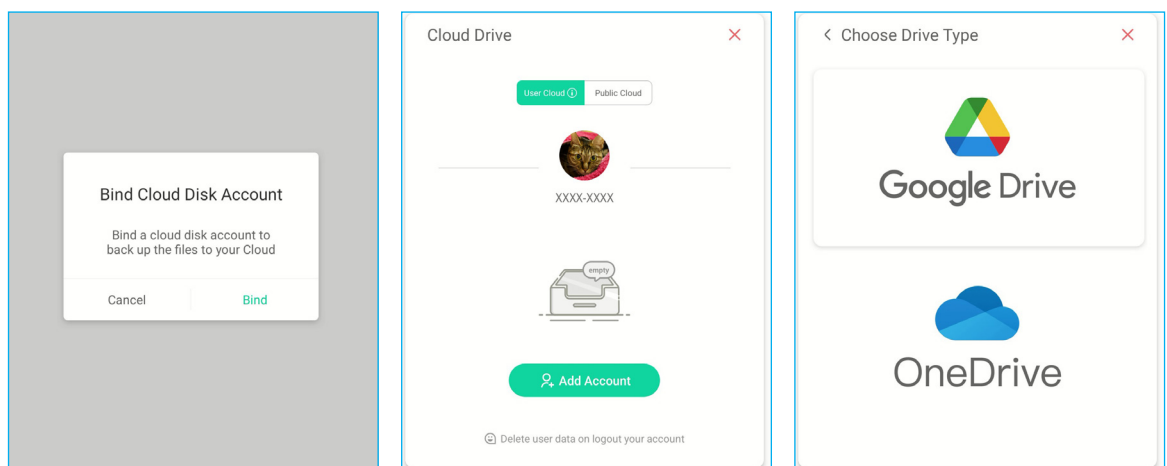 Bind Cloud Disk Account
Bind a cloud disk account to
back up the files to your Cloud
Cancel Bind
Cloud Drive
User Cloud Public Cloud
XXXX-XXXX
empty
Add Account
Delete user data on logout your account
Choose Drive Type
Google Drive
OneDrive